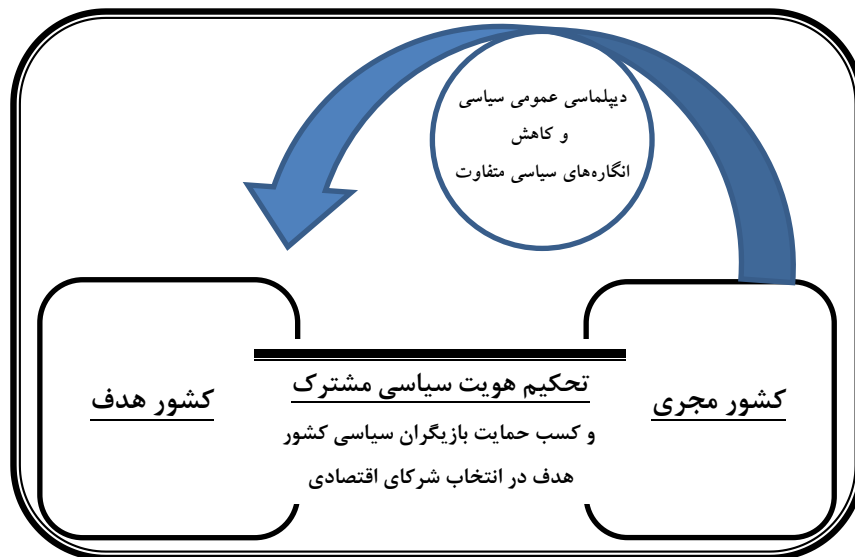 دیپلماسی عمومی سیاسی
و کاهش
انگاره‌های سیاسی متفاوت
کشور مجری
تحکیم هویت سیاسی مشترک
و کسب حمایت بازیگران سیاسی کشور
هدف در انتخاب شرکای اقتصادی
کشور هدف